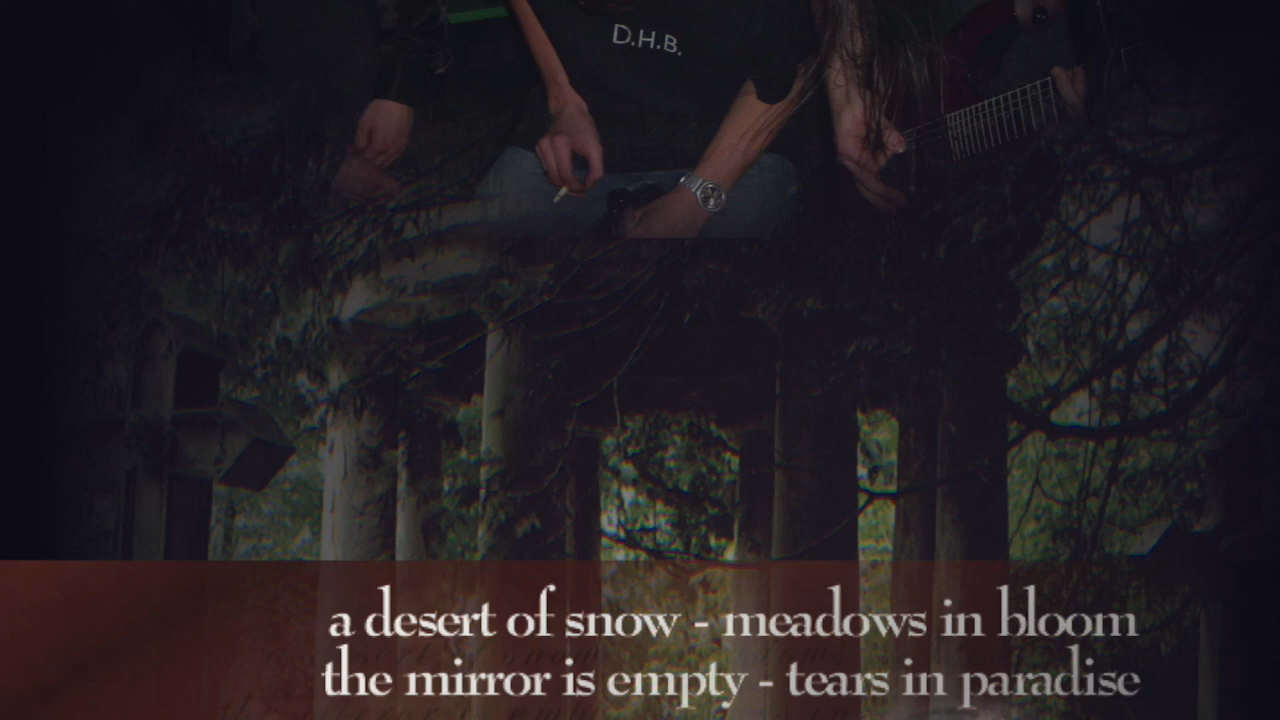 D.H.B.
a desert of snow - meadows in bloom
the mirror is empty - tears in paradise